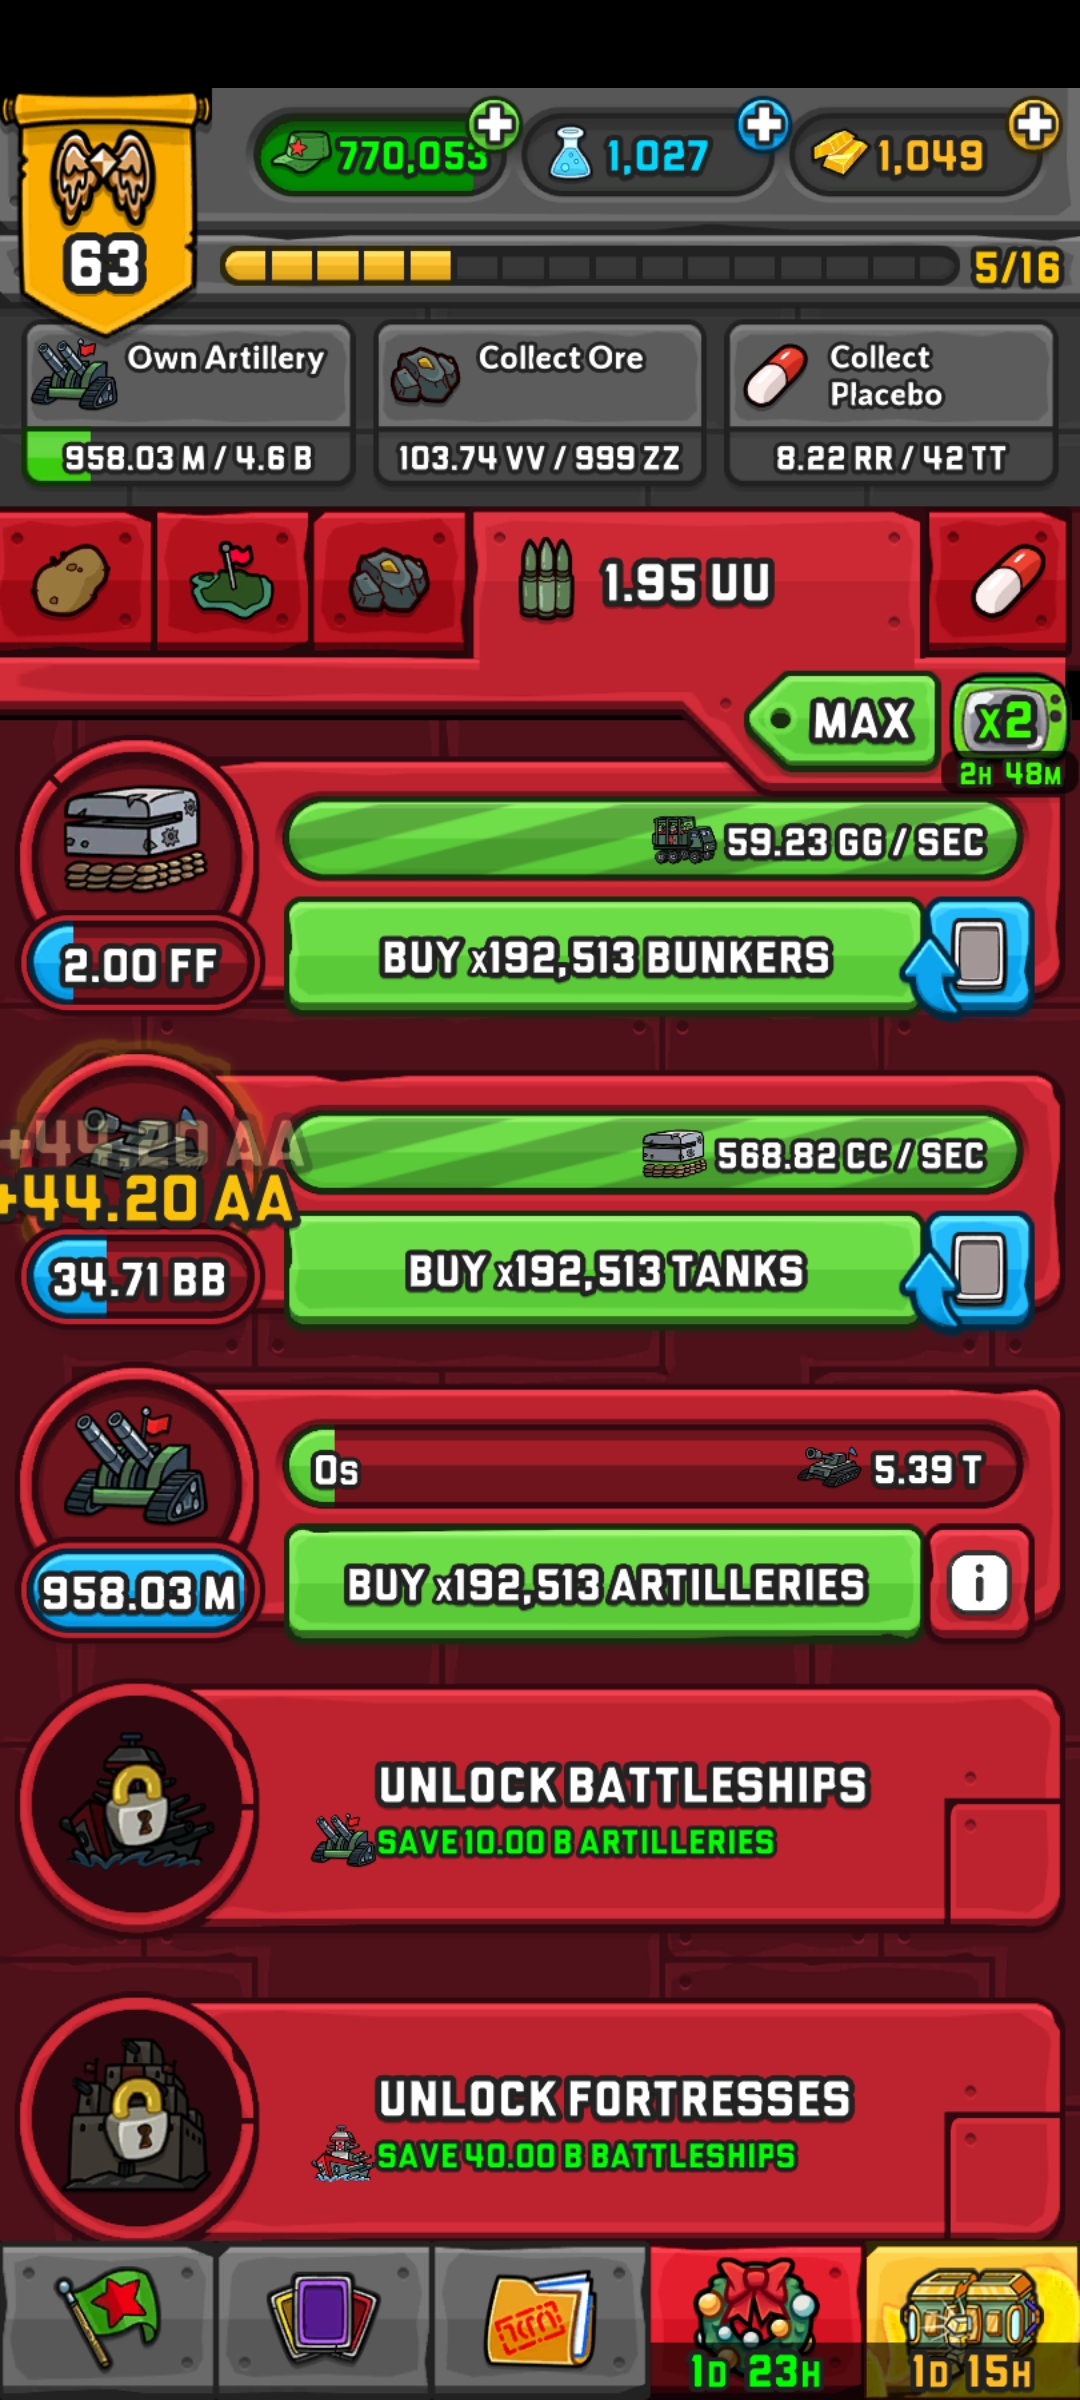 770,053
1,027
1,049
63
5/16
Own Artillery
Collect Ore
Collect
Placebo
958.03 M / 4.6 B
103.74 VV / 999 ZZ
8.22 RR / 42 TT
1.95 UU
MAX
X2
2H 48M
59.23 GG / SEC
2.00 FF
BUY x192,513 BUNKERS
+44.20 AA
+44.20 AA
568.82 CC / SEC
34.71 BB
BUY x192,513 TANKS
0s
5.39 T
958.03 M
BUY x192,513 ARTILLERIES
i
UNLOCK BATTLESHIPS
SAVE 10.00 B ARTILLERIES
UNLOCK FORTRESSES
SAVE 40.00 B BATTLESHIPS
1D 23H
1D 15H